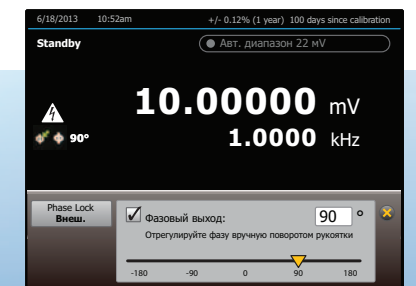 6/18/2013 10:52am +/- 0.12% (1 year) 100 days since calibration
Standby Авт. диапазон 22 мV
10.00000 mV
90° 1.0000 kHz
Phase Lock
Внеш.
Фазовый выход: 90 °
Отрегулируйте фазу вручную поворотом рукоятки
-180 -90 0 90 180